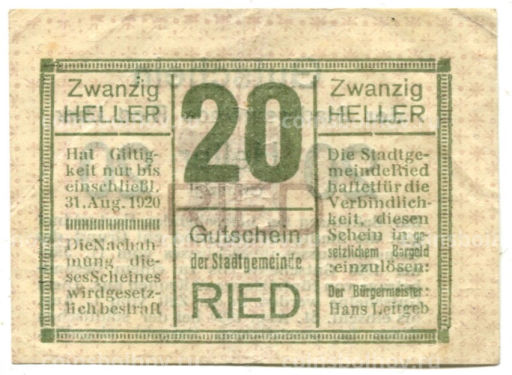 Zwanzig
HELLER
Hat Giltig-
keit nur bis
einschließl.
31. Aug. 1920
Die Nachah-
mung die-
ses Scheines
wird gesetz-
lich bestraft
20
RIED
Gutschein
der Stadtgemeinde
RIED
Zwanzig
HELLER
Die Stadtge-
meinde Ried
haftet für die
Verbindlich-
keit, diesen
Schein in ge-
setzlichem Bargeld
:einzulösen:
Der Bürgermeister:
Hans Leitgeb